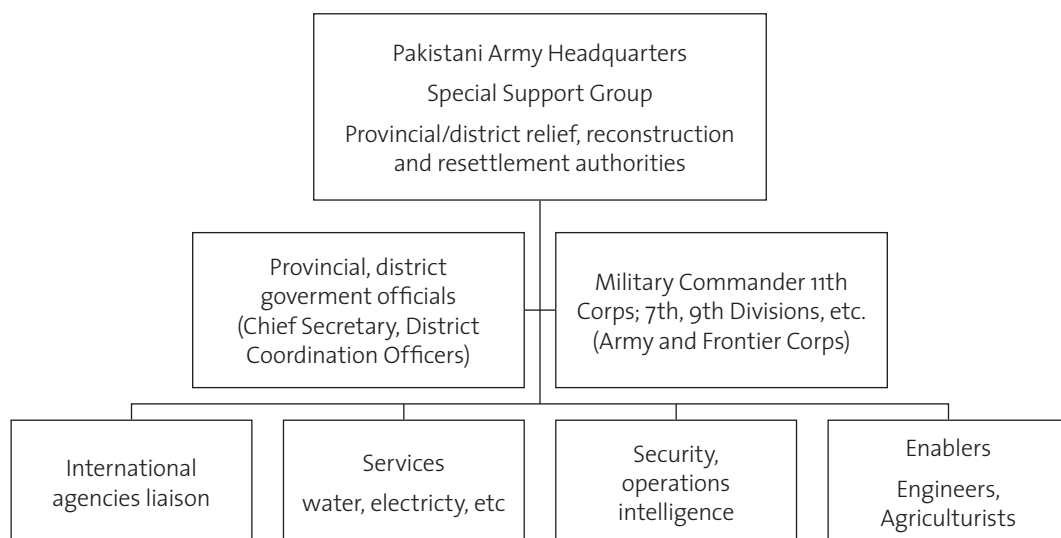 Pakistani Army Headquarters
Special Support Group
Provincial/district relief, reconstruction
and resettlement authorities
Provincial, district
goverment officials
(Chief Secretary, District
Coordination Officers)
Military Commander 11th
Corps; 7th, 9th Divisions, etc.
(Army and Frontier Corps)
International
agencies liaison
Services
water, electricty, etc
Security,
operations
intelligence
Enablers
Engineers,
Agriculturists